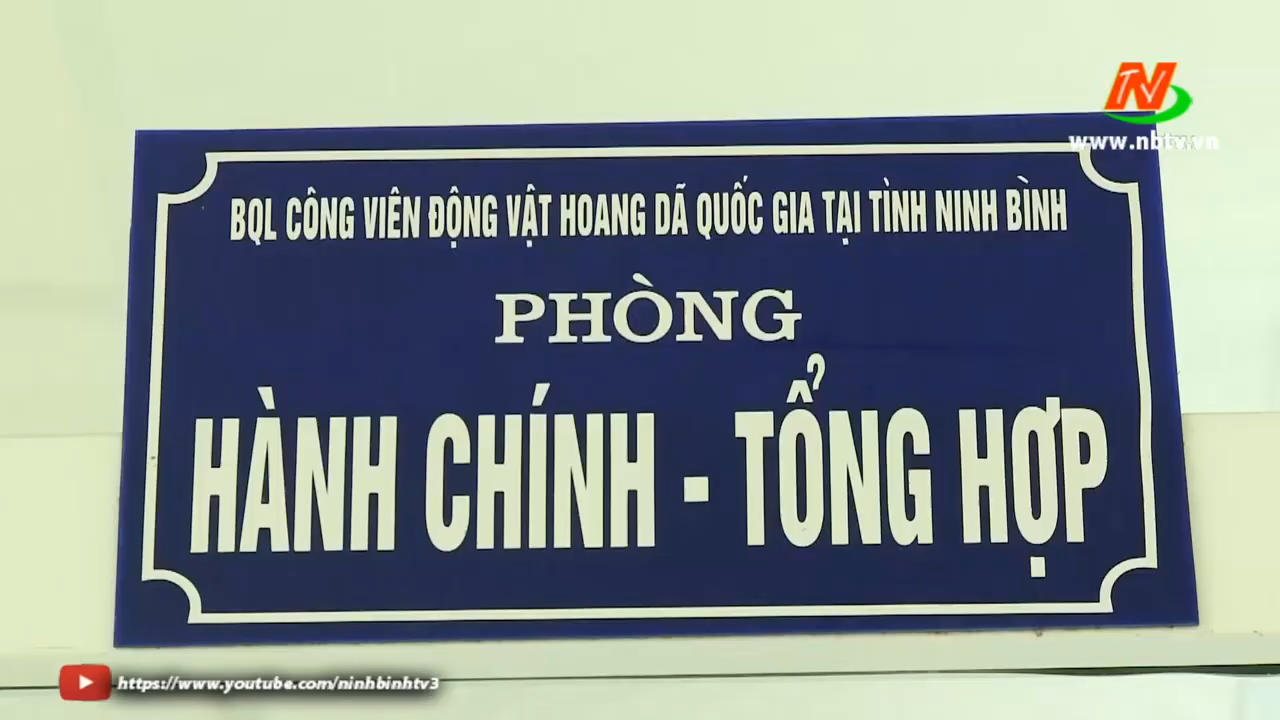 NTV
www.nbtv.vn
BQL CÔNG VIÊN ĐỘNG VẬT HOANG DÃ QUỐC GIA TẠI TỈNH NINH BÌNH
PHÒNG
HÀNH CHÍNH - TỔNG HỢP
https://www.youtube.com/ninhbinhtv3